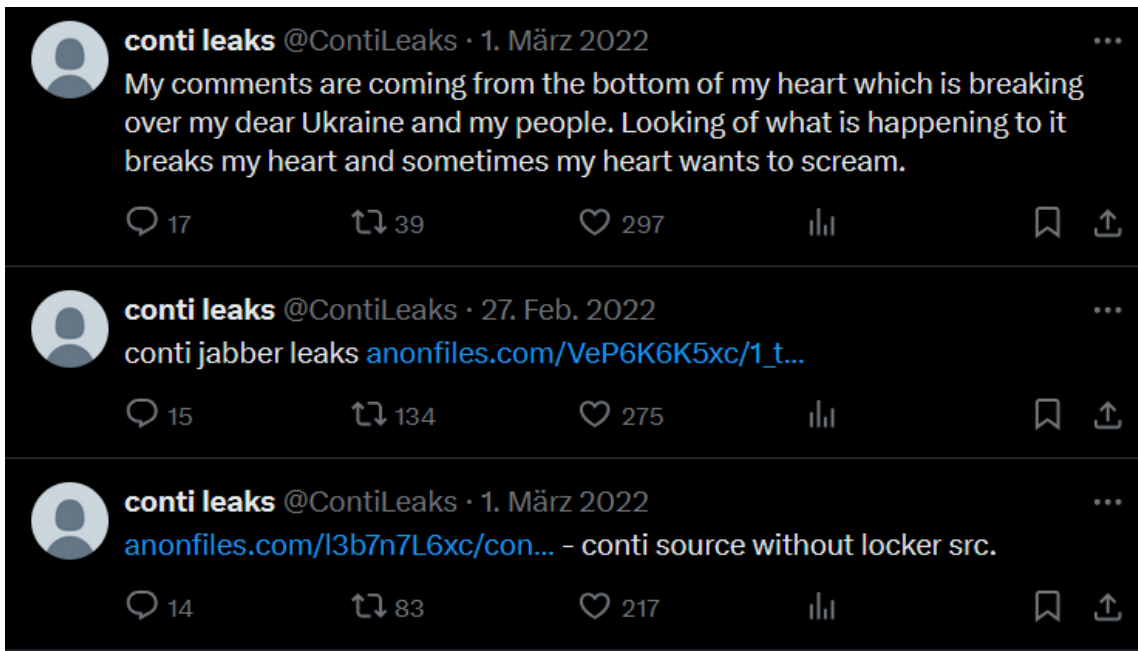 conti leaks @ContiLeaks · 1. März 2022
My comments are coming from the bottom of my heart which is breaking
over my dear Ukraine and my people. Looking of what is happening to it
breaks my heart and sometimes my heart wants to scream.
17 39 297
conti leaks @ContiLeaks · 27. Feb. 2022
conti jabber leaks anonfiles.com/VeP6K6K5xc/1_t...
15 134 275
conti leaks @ContiLeaks · 1. März 2022
anonfiles.com/l3b7n7L6xc/con... - conti source without locker src.
14 83 217